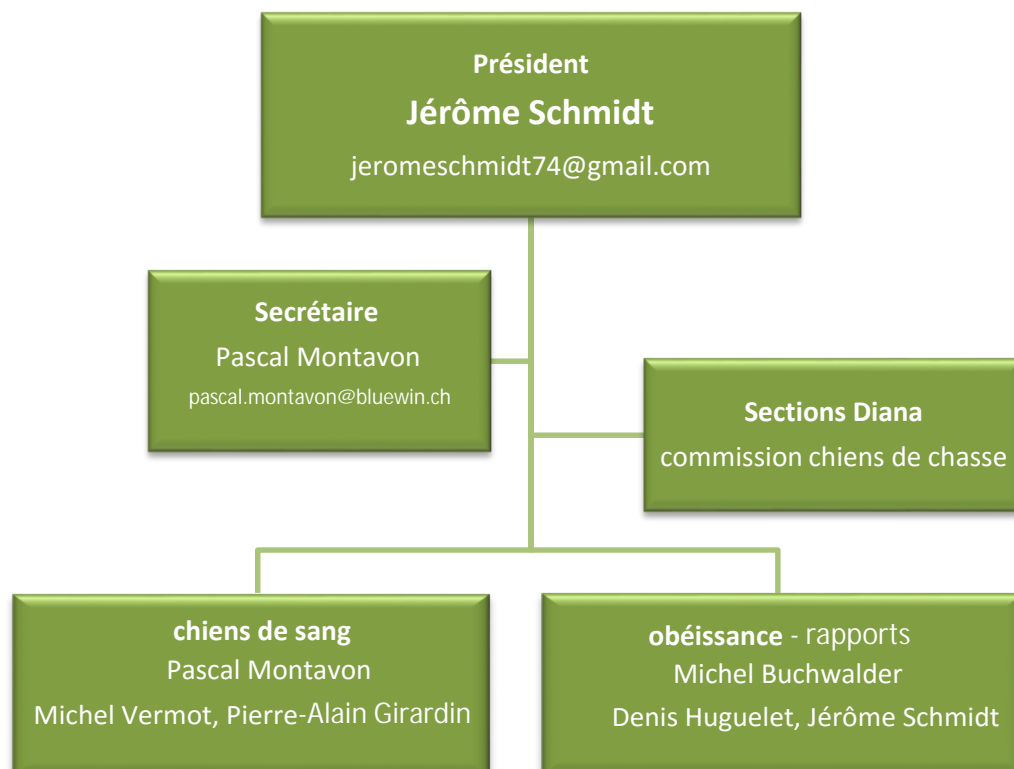 Président
Jérôme Schmidt
jeromeschmidt74@gmail.com
Secrétaire
Pascal Montavon
pascal.montavon@bluewin.ch
Sections Diana
commission chiens de chasse
chiens de sang
Pascal Montavon
Michel Vermot, Pierre-Alain Girardin
obéissance - rapports
Michel Buchwalder
Denis Huguelet, Jérôme Schmidt